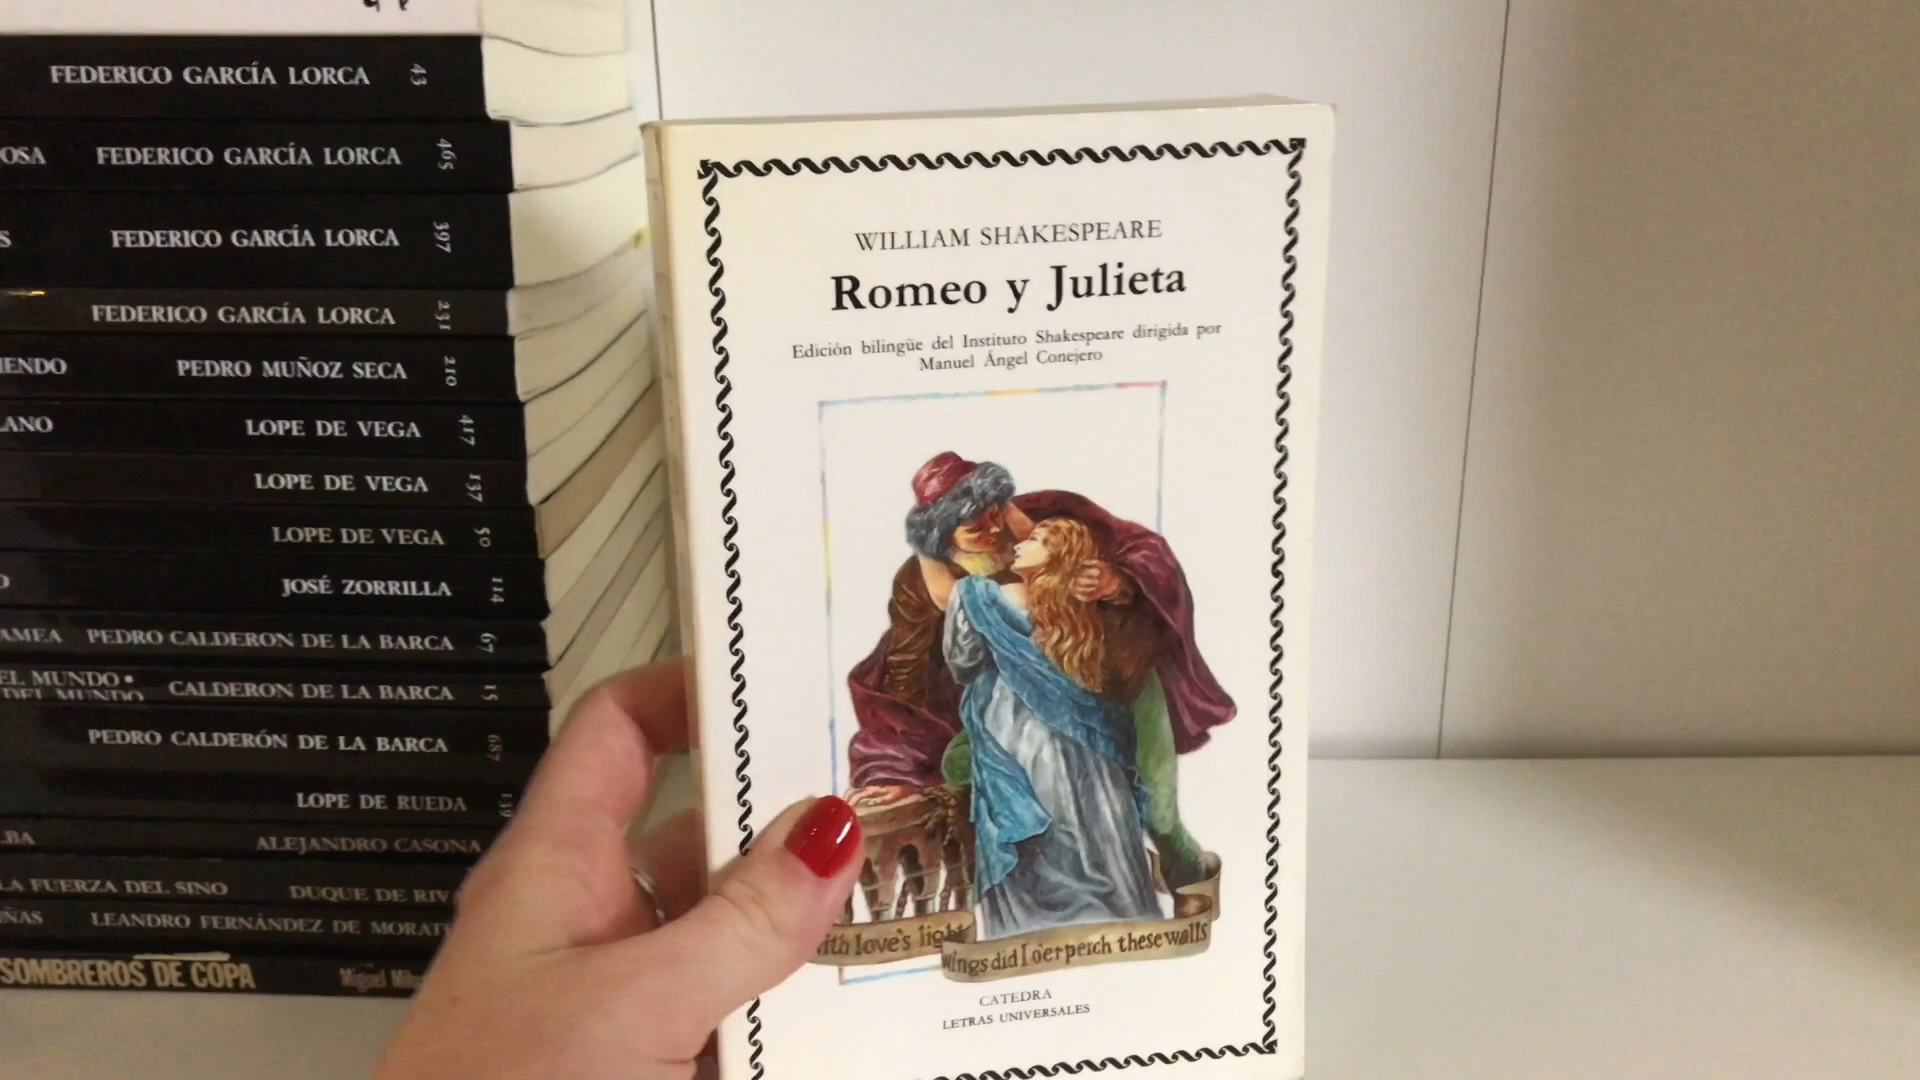 FEDERICO GARCÍA LORCA 43
OSA FEDERICO GARCÍA LORCA 465
S FEDERICO GARCÍA LORCA 397
FEDERICO GARCÍA LORCA 231
IENDO PEDRO MUÑOZ SECA 210
LANO LOPE DE VEGA 417
LOPE DE VEGA 137
LOPE DE VEGA 50
O JOSÉ ZORRILLA 114
AMEA PEDRO CALDERON DE LA BARCA 67
EL MUNDO •
DEL MUNDO CALDERON DE LA BARCA 15
PEDRO CALDERÓN DE LA BARCA 687
LOPE DE RUEDA 139
LBA ALEJANDRO CASONA
LA FUERZA DEL SINO DUQUE DE RIV
IÑAS LEANDRO FERNÁNDEZ DE MORAT
SOMBREROS DE COPA Miguel Mih
WILLIAM SHAKESPEARE
Romeo y Julieta
Edición bilingüe del Instituto Shakespeare dirigida por
Manuel Ángel Conejero
ith love's light
wings did I o'er perch these walls
CATEDRA
LETRAS UNIVERSALES